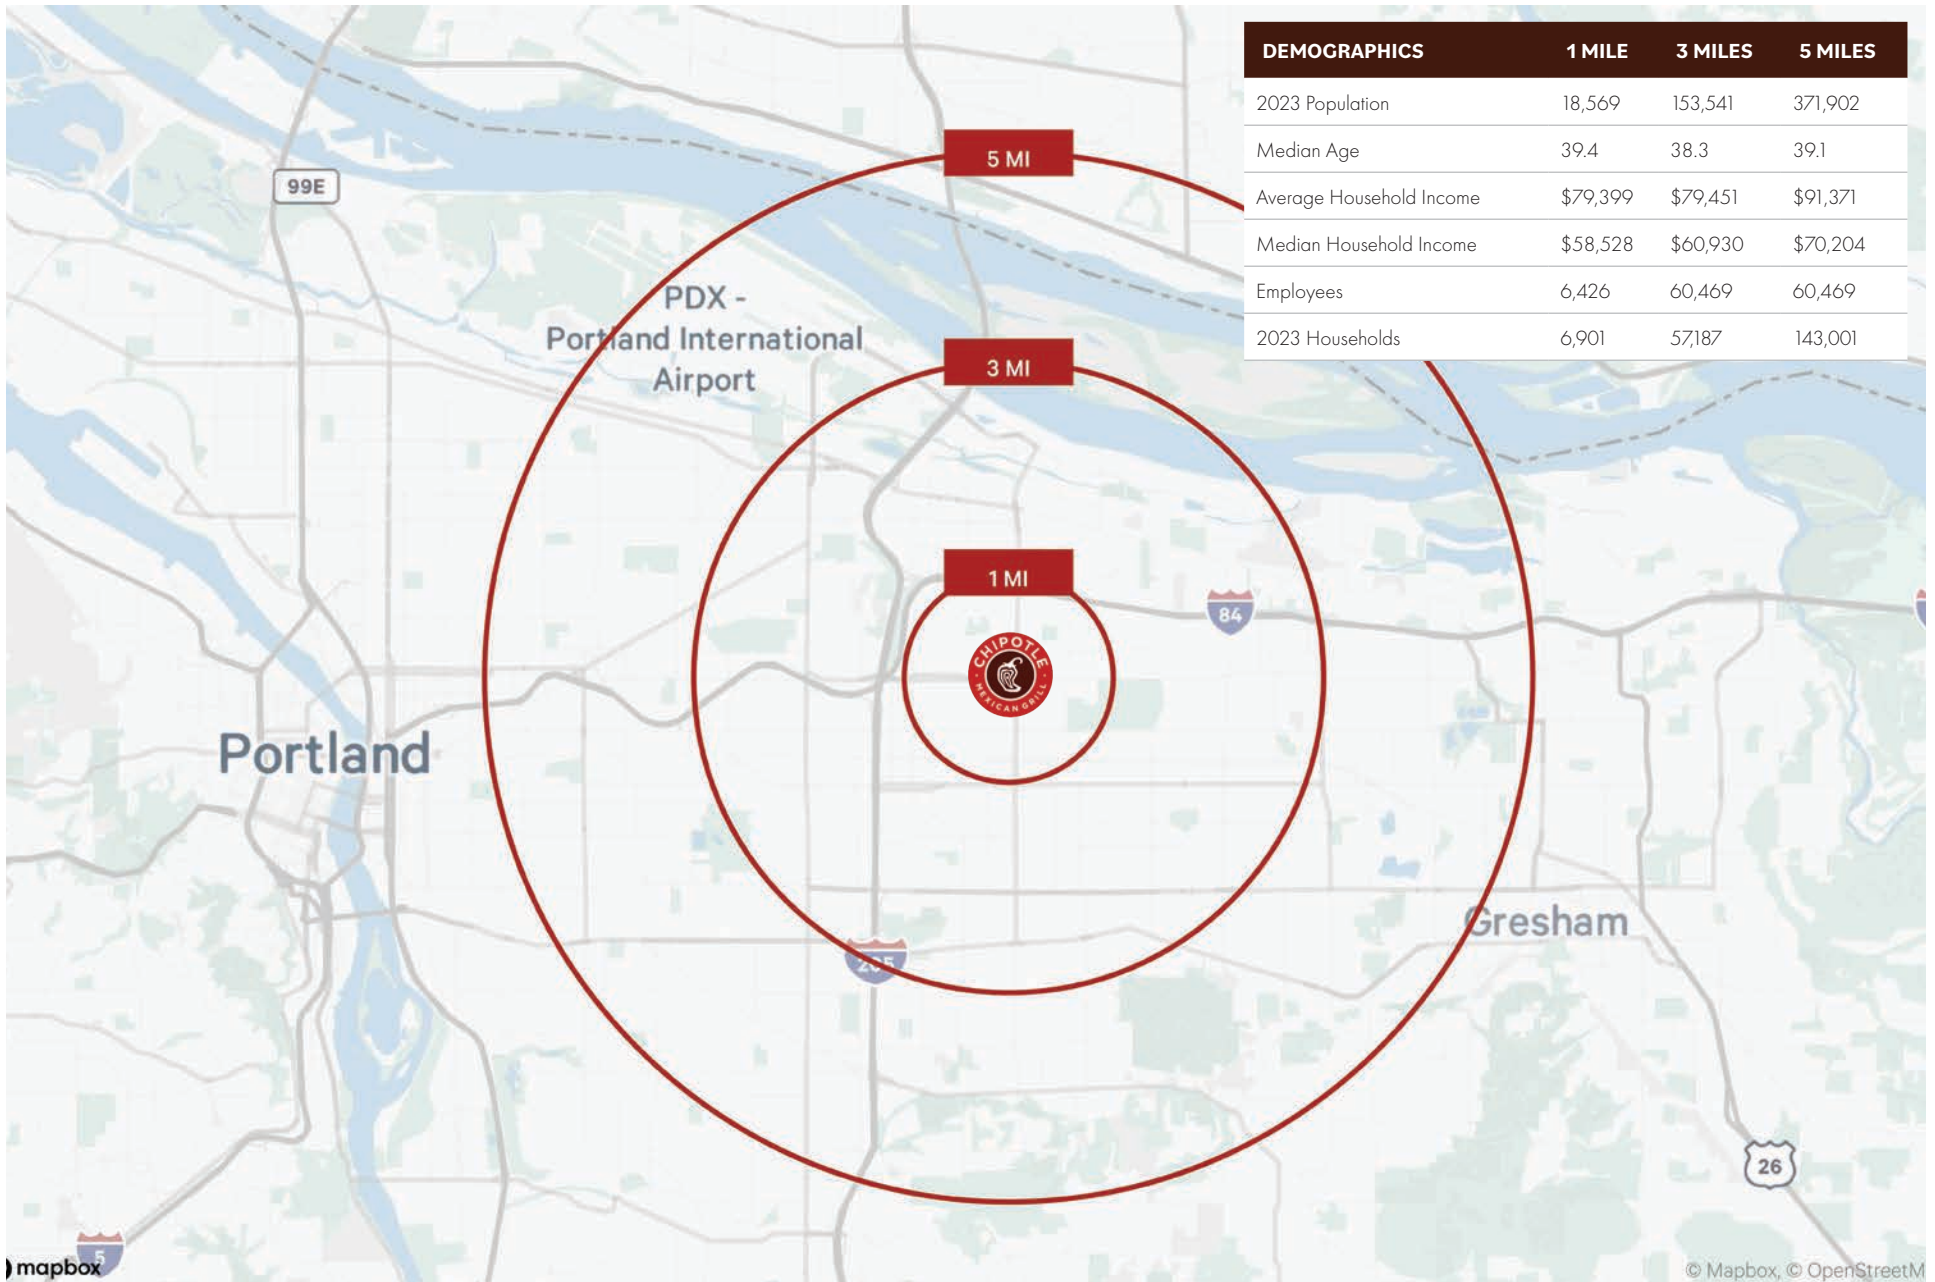 DEMOGRAPHICS 1 MILE 3 MILES 5 MILES
2023 Population 18,569 153,541 371,902
Median Age 39.4 38.3 39.1
Average Household Income $79,399 $79,451 $91,371
Median Household Income $58,528 $60,930 $70,204
Employees 6,426 60,469 60,469
2023 Households 6,901 57,187 143,001
5 MI
99E
PDX -
Portland International
Airport
3 MI
1 MI
84
CHIPOTLE
MEXICAN GRILL
Portland
Gresham
205
26
5
mapbox
© Mapbox, © OpenStreetM